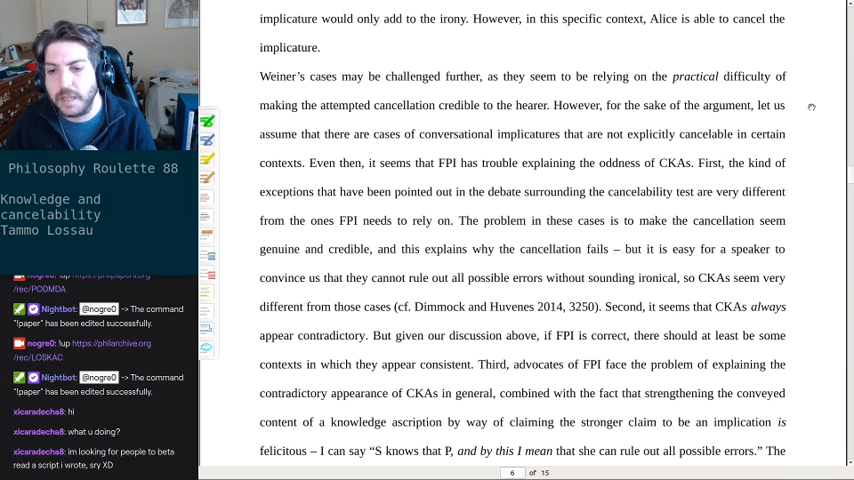 implicature would only add to the irony. However, in this specific context, Alice is able to cancel the
implicature.
Weiner's cases may be challenged further, as they seem to be relying on the practical difficulty of
making the attempted cancellation credible to the hearer. However, for the sake of the argument, let us
assume that there are cases of conversational implicatures that are not explicitly cancelable in certain
contexts. Even then, it seems that FPI has trouble explaining the oddness of CKAs. First, the kind of
exceptions that have been pointed out in the debate surrounding the cancelability test are very different
from the ones FPI needs to rely on. The problem in these cases is to make the cancellation seem
genuine and credible, and this explains why the cancellation fails – but it is easy for a speaker to
convince us that they cannot rule out all possible errors without sounding ironical, so CKAs seem very
different from those cases (cf. Dimmock and Huvenes 2014, 3250). Second, it seems that CKAs always
appear contradictory. But given our discussion above, if FPI is correct, there should at least be some
contexts in which they appear consistent. Third, advocates of FPI face the problem of explaining the
contradictory appearance of CKAs in general, combined with the fact that strengthening the conveyed
content of a knowledge ascription by way of claiming the stronger claim to be an implication is
felicitous – I can say “S knows that P, and by this I mean that she can rule out all possible errors.” The
6 of 15
Philosophy Roulette 88
Knowledge and
cancelability
Tammo Lossau
nogre0: !up https://philpapers.org
/rec/PODMDA
Nightbot: @nogre0 -> The command
"!paper" has been edited successfully.
nogre0: !up https://philarchive.org
/rec/LOSKAC
Nightbot: @nogre0 -> The command
"!paper" has been edited successfully.
xicaradecha8: hi
xicaradecha8: what u doing?
xicaradecha8: im looking for people to beta
read a script i wrote, sry XD